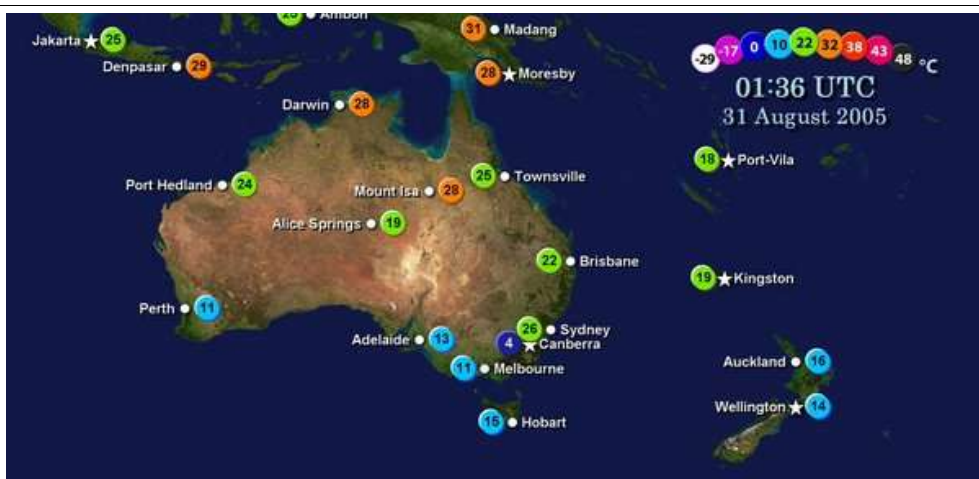 Ambon
Jakarta 25
31 Madang
-29 -17 0 10 22 32 38 43 48 °C
Denpasar 29
28 Moresby
01:36 UTC
31 August 2005
Darwin 28
18 Port-Vila
25 Townsville
Port Hedland 24
Mount Isa 28
Alice Springs 19
22 Brisbane
19 Kingston
Perth 11
26 Sydney
Adelaide 13
4 Canberra
Auckland 16
11 Melbourne
Wellington 14
15 Hobart